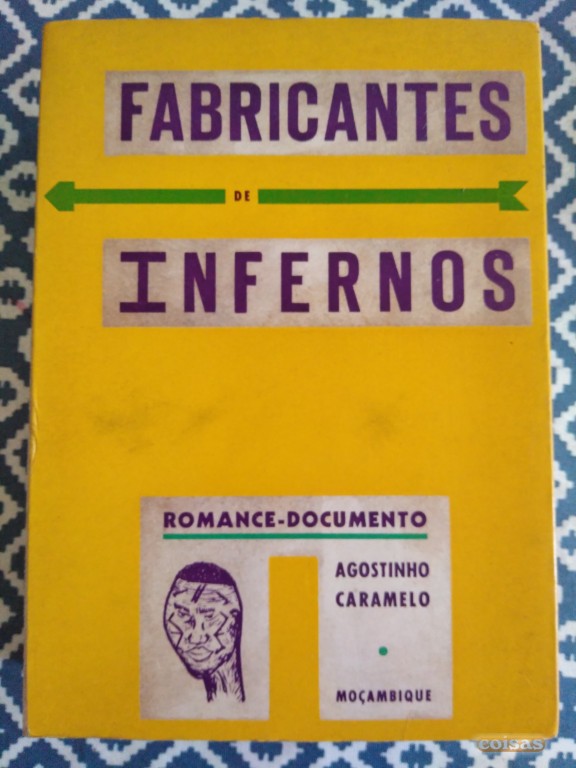 FABRICANTES
DE
INFERNOS
ROMANCE-DOCUMENTO
AGOSTINHO
CARAMELO
MOÇAMBIQUE
coisas